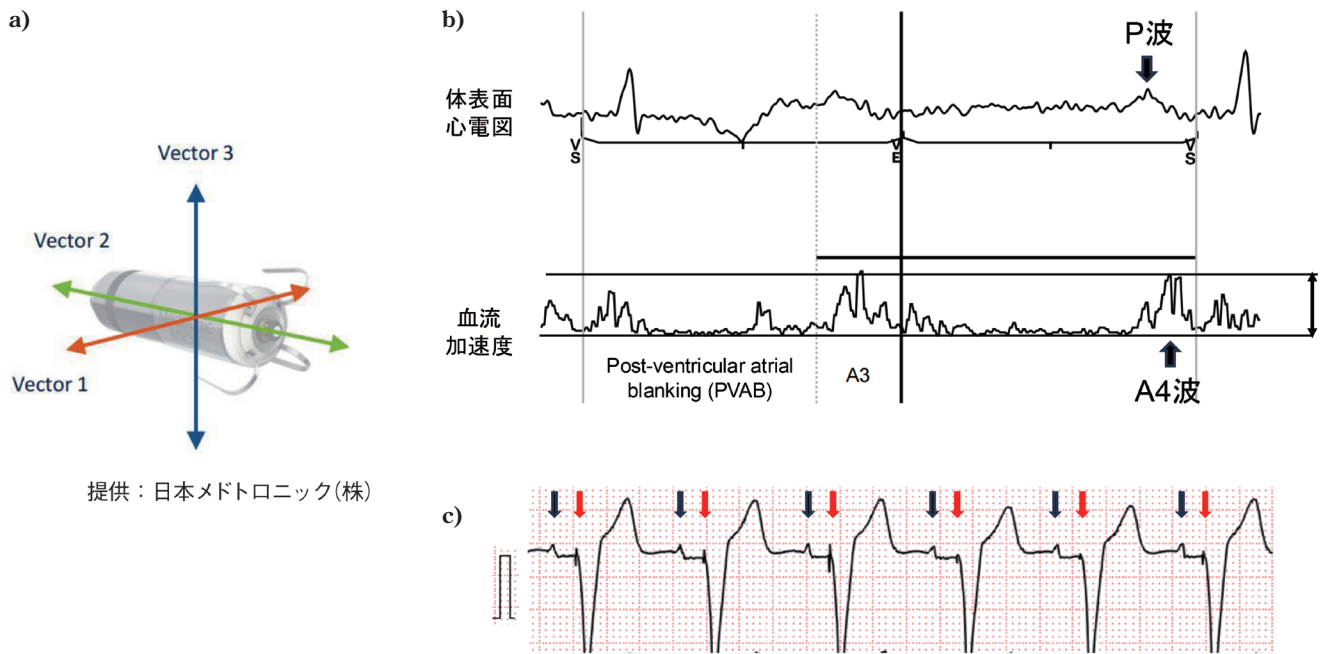 a)
Vector 3
Vector 2
Vector 1
提供：日本メドトロニック(株)
b)
P波
体表面
心電図
VS
VE
VS
血流
加速度
Post-ventricular atrial
blanking (PVAB)
A3
A4波
c)